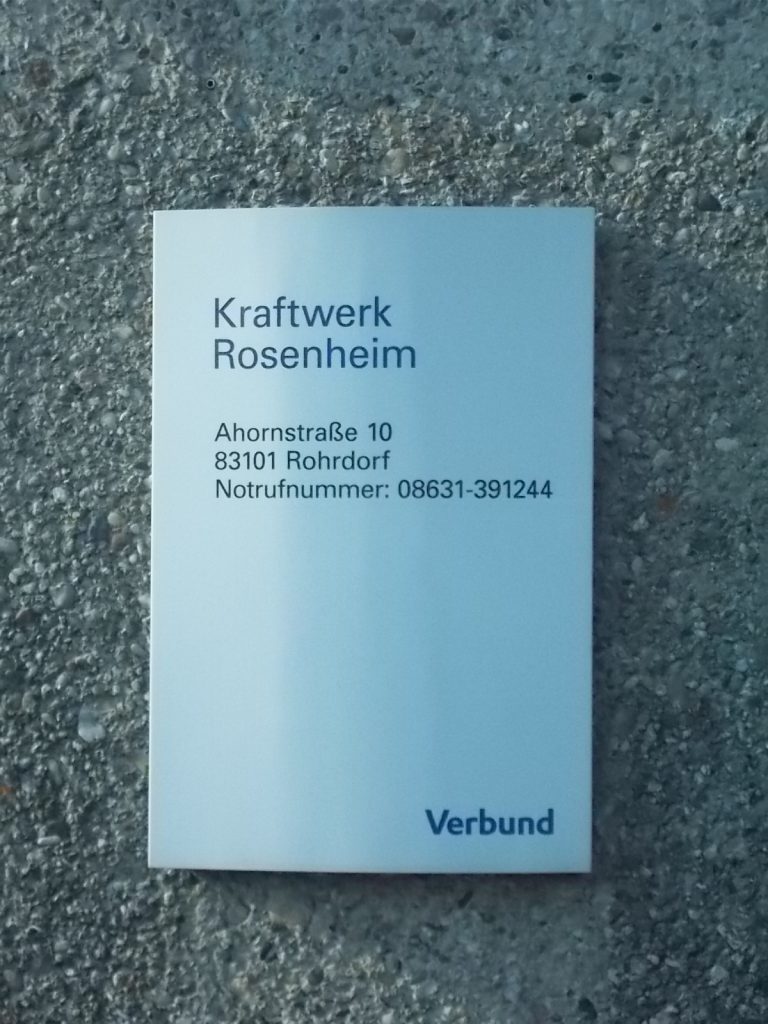 Kraftwerk
Rosenheim
Ahornstraße 10
83101 Rohrdorf
Notrufnummer: 08631-391244
Verbund